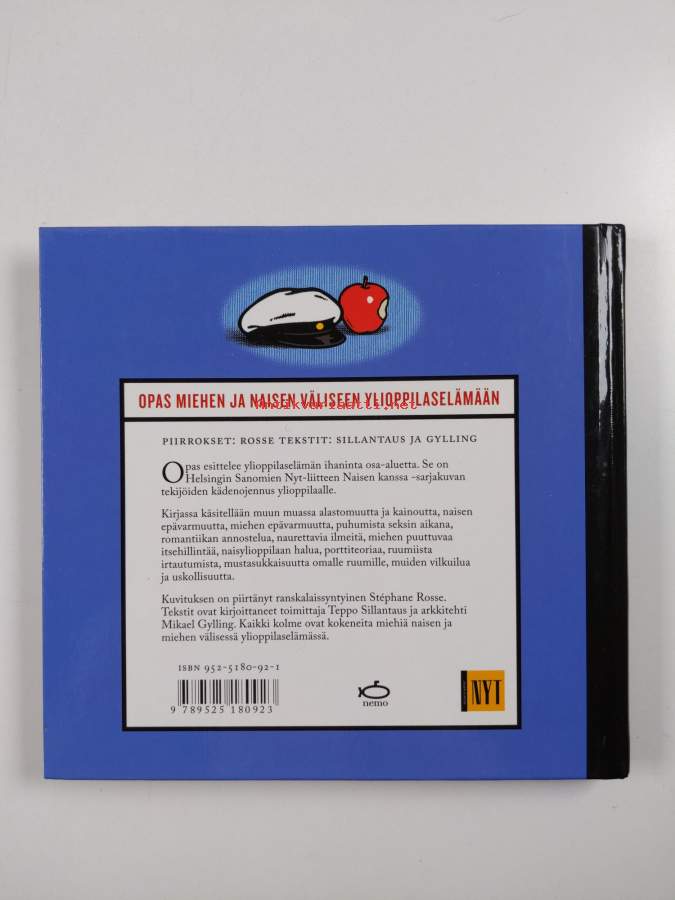 OPAS MIEHEN JA NAISEN VÄLISEEN YLIOPPILASELÄMÄÄN
Antikvariaatti.net
PIIRROKSET: ROSSE TEKSTIT: SILLANTAUS JA GYLLING
Opas esittelee ylioppilaselämän ihaninta osa-aluetta. Se on
Helsingin Sanomien Nyt-liitteen Naisen kanssa -sarjakuvan
tekijöiden kädenojennus ylioppilaalle.
Kirjassa käsitellään muun muassa alastomuutta ja kainoutta, naisen
epävarmuutta, miehen epävarmuutta, puhumista seksin aikana,
romantiikan annostelua, naurettavia ilmeitä, miehen puuttuvaa
itsehillintää, naisylioppilaan halua, porttiteoriaa, ruumiista
irtautumista, mustasukkaisuutta omalle ruumille, muiden vilkuilua
ja uskollisuutta.
Kuvituksen on piirtänyt ranskalaissyntyinen Stéphane Rosse.
Tekstit ovat kirjoittaneet toimittaja Teppo Sillantaus ja arkkitehti
Mikael Gylling. Kaikki kolme ovat kokeneita miehiä naisen ja
miehen välisessä ylioppilaselämässä.
ISBN 952-5180-92-1
9 789525 180923
nemo
NYT